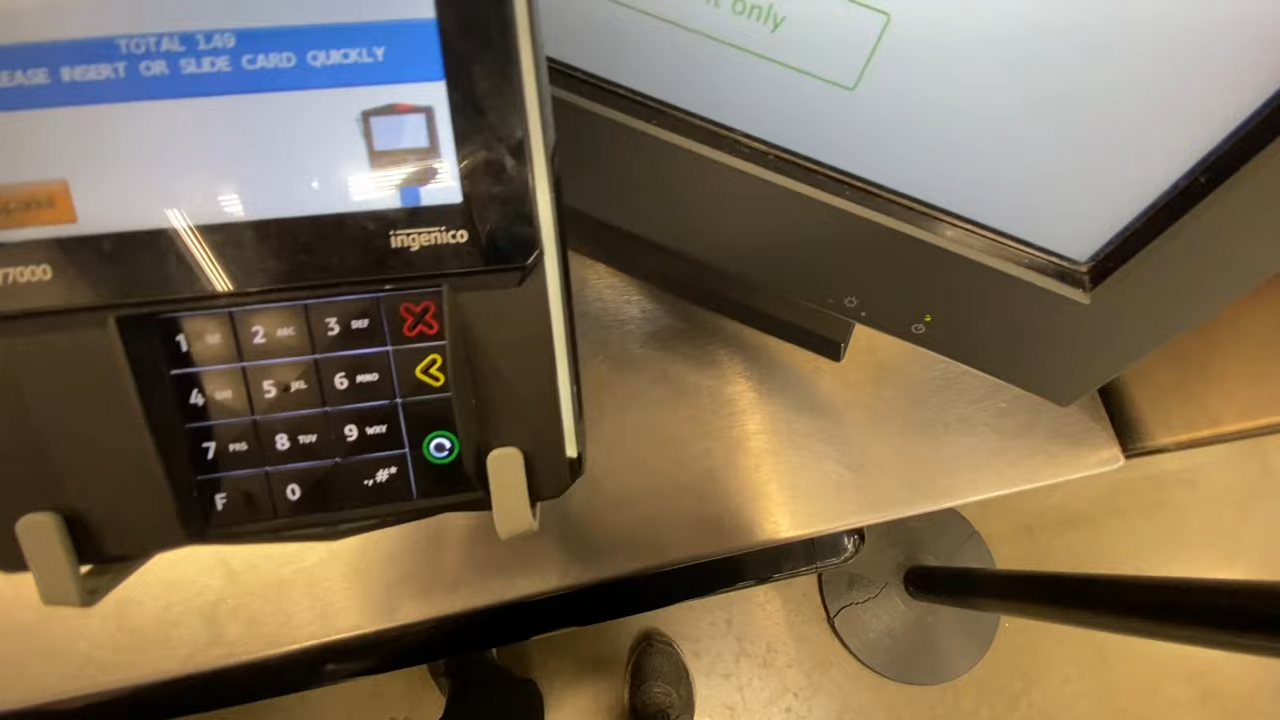 TOTAL 1.49
EASE INSERT OR SLIDE CARD QUICKLY
only
ingenico
7000
1
2 ABC
3 DEF
4 GHI
5 JKL
6 MNO
7 PRS
8 TUV
9 WXY
F
0
.,#*